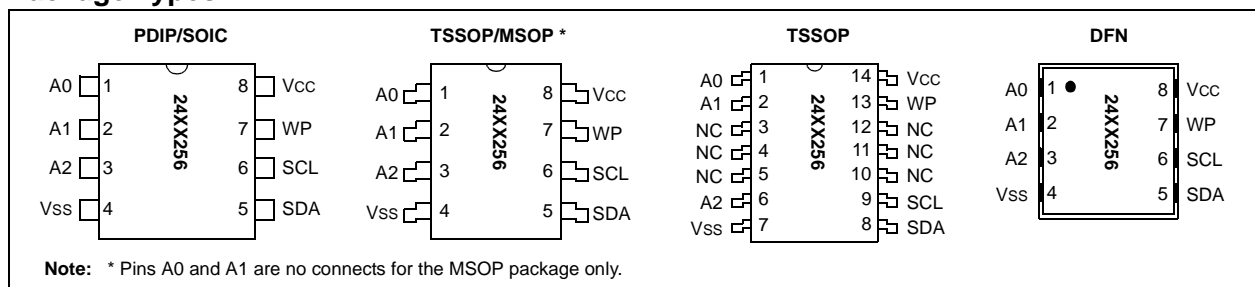 PDIP/SOIC
A0 1 8 VCC
A1 2 7 WP
A2 3 6 SCL
VSS 4 5 SDA
24XX256
TSSOP/MSOP *
A0 1 8 VCC
A1 2 7 WP
A2 3 6 SCL
VSS 4 5 SDA
24XX256
TSSOP
A0 1 14 VCC
A1 2 13 WP
NC 3 12 NC
NC 4 11 NC
NC 5 10 NC
A2 6 9 SCL
VSS 7 8 SDA
24XX256
DFN
A0 1 8 VCC
A1 2 7 WP
A2 3 6 SCL
VSS 4 5 SDA
24XX256
Note: * Pins A0 and A1 are no connects for the MSOP package only.